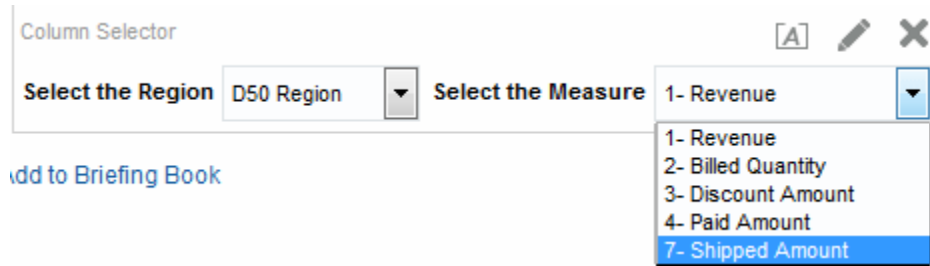 Column Selector
[A]
Select the Region D50 Region Select the Measure 1- Revenue
1- Revenue
2- Billed Quantity
3- Discount Amount
4- Paid Amount
7- Shipped Amount
dd to Briefing Book